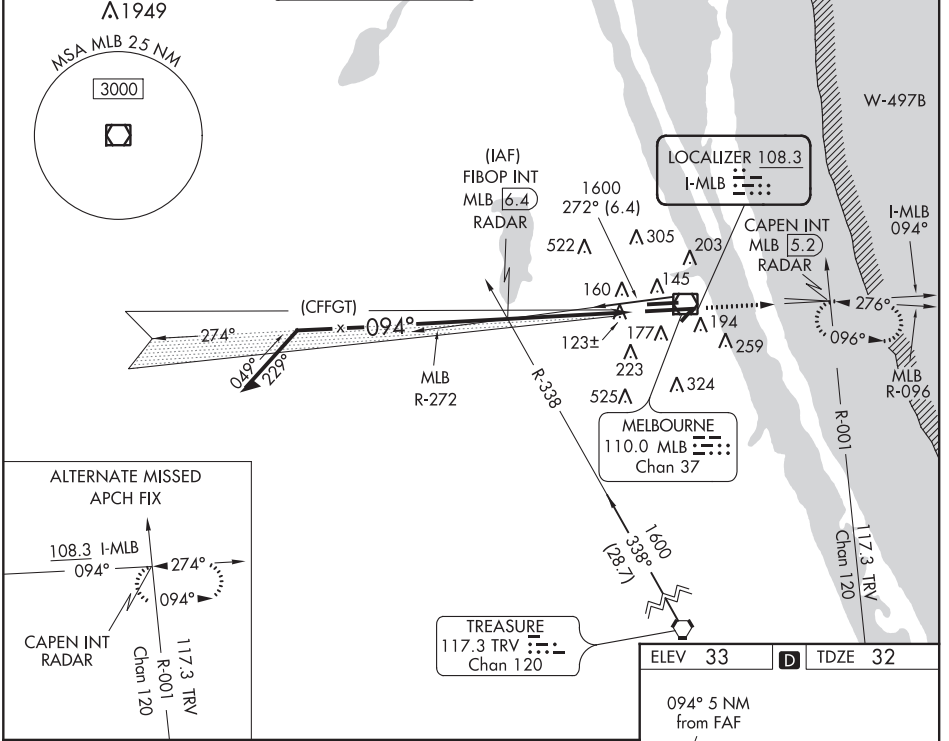 1949
MSA MLB 25 NM
3000
W-497B
LOCALIZER 108.3
I-MLB
(IAF)
FIBOP INT
MLB 6.4
RADAR
1600
272° (6.4)
CAPEN INT
MLB 5.2
RADAR
I-MLB
094°
522
305
203
145
160
(CFFGT)
094°
274°
276°
096°
194
177
123±
259
223
049°
229°
MLB
R-272
R-338
525
324
MLB
R-096
MELBOURNE
110.0 MLB
Chan 37
R-001
117.3 TRV
Chan 120
1600
338°
(28.7)
TREASURE
117.3 TRV
Chan 120
ALTERNATE MISSED
APCH FIX
108.3 I-MLB
094°
274°
094°
CAPEN INT
RADAR
117.3 TRV
R-001
Chan 120
ELEV 33 D TDZE 32
094° 5 NM
from FAF